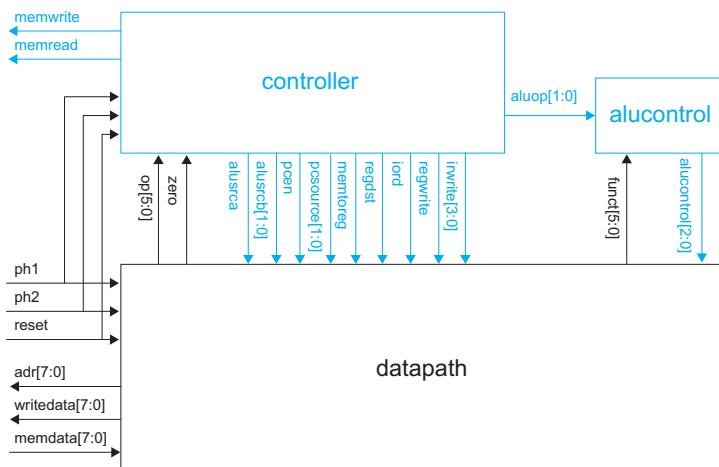 memwrite
memread
controller
aluop[1:0]
alucontrol
op[5:0]
zero
alusrca
alusrcb[1:0]
pcen
pcsource[1:0]
memtoreg
regdst
iord
regwrite
irwrite[3:0]
funct[5:0]
alucontrol[2:0]
ph1
ph2
reset
adr[7:0]
writedata[7:0]
memdata[7:0]
datapath